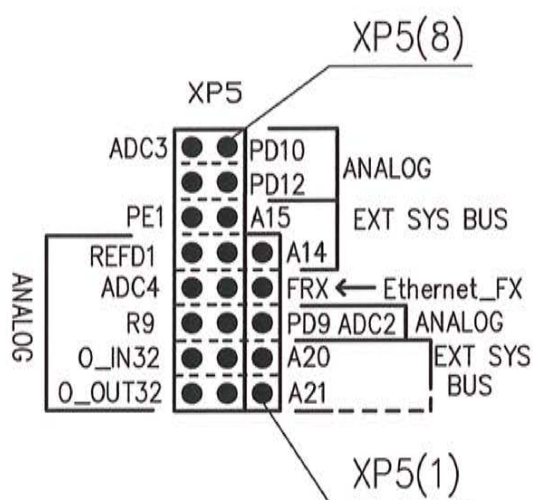 XP5(8)
XP5
ADC3 PD10
ANALOG
PD12
PE1 A15 EXT SYS BUS
REFD1 A14
ADC4 FRX ← Ethernet_FX
R9 PD9 ADC2 ANALOG
O_IN32 A20 EXT SYS
BUS
O_OUT32 A21
ANALOG
XP5(1)